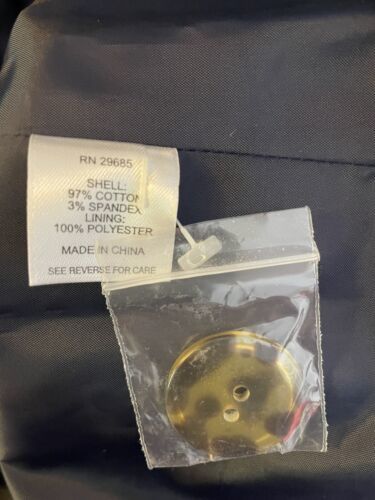 RN 29685
SHELL:
97% COTTON
3% SPANDEX
LINING:
100% POLYESTER
MADE IN CHINA
SEE REVERSE FOR CARE